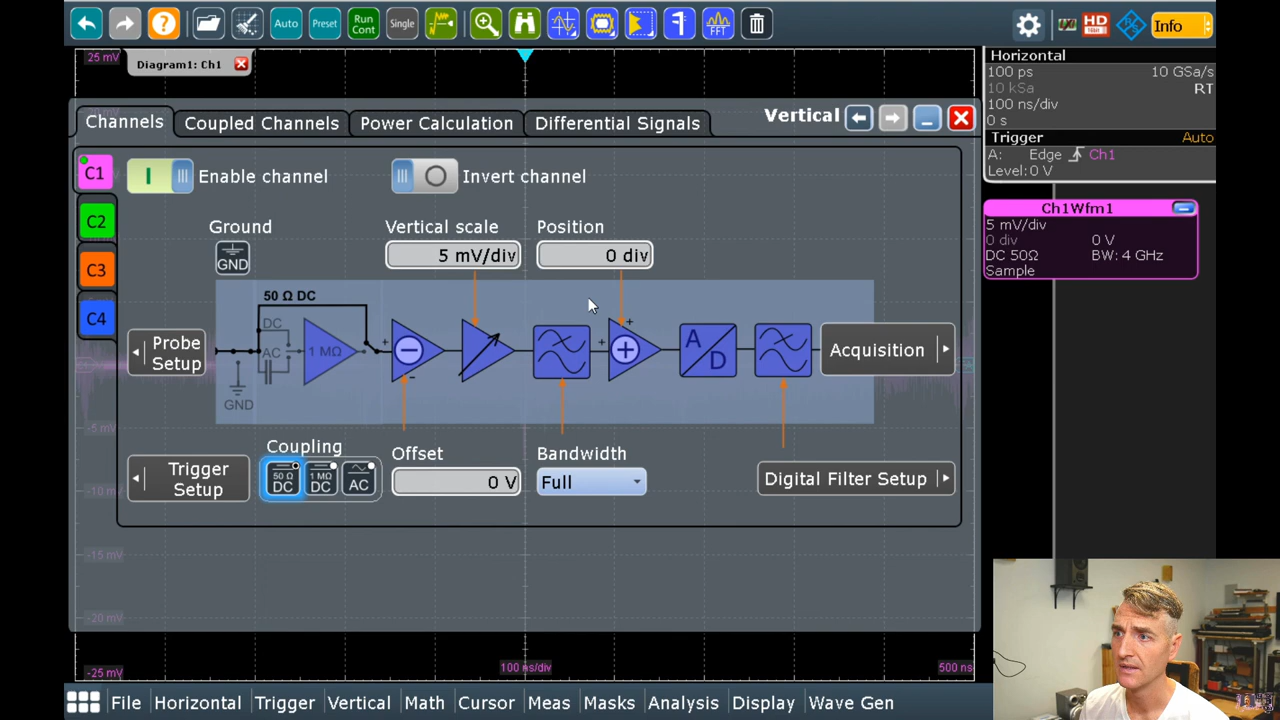 Auto
Preset
Run
Cont
Single
FFT
HD
16bit
Info
25 mV
Diagram1: Ch1
Horizontal
100 ps 10 GSa/s
10 kSa RT
100 ns/div
0 s
Trigger Auto
A: Edge Ch1
Level: 0 V
Ch1Wfm1
5 mV/div
0 div 0 V
DC 50Ω BW: 4 GHz
Sample
Channels Coupled Channels Power Calculation Differential Signals Vertical
C1
C2
C3
C4
Enable channel Invert channel
Ground Vertical scale Position
GND 5 mV/div 0 div
50 Ω DC
DC
AC
1 MΩ
GND
Probe
Setup
A
D
Acquisition
Trigger
Setup
Coupling Offset Bandwidth
50 Ω
DC
1 MΩ
DC
AC
0 V Full Digital Filter Setup
-5 mV
-10 mV
-15 mV
-20 mV
-25 mV
100 ns/div
500 ns
File Horizontal Trigger Vertical Math Cursor Meas Masks Analysis Display Wave Gen